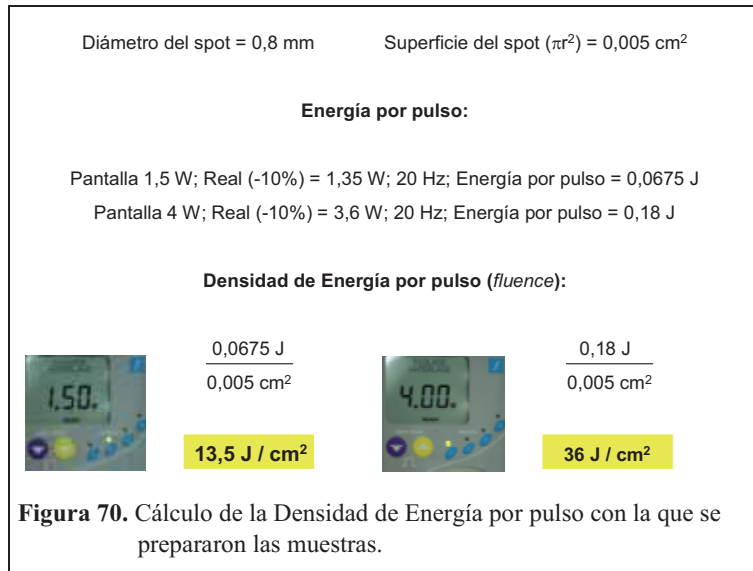 Diámetro del spot = 0,8 mm Superficie del spot (πr²) = 0,005 cm²
Energía por pulso:
Pantalla 1,5 W; Real (-10%) = 1,35 W; 20 Hz; Energía por pulso = 0,0675 J
Pantalla 4 W; Real (-10%) = 3,6 W; 20 Hz; Energía por pulso = 0,18 J
Densidad de Energía por pulso (fluence):
1.50
0,0675 J
0,005 cm²
13,5 J / cm²
4.00
0,18 J
0,005 cm²
36 J / cm²
Figura 70. Cálculo de la Densidad de Energía por pulso con la que se
prepararon las muestras.